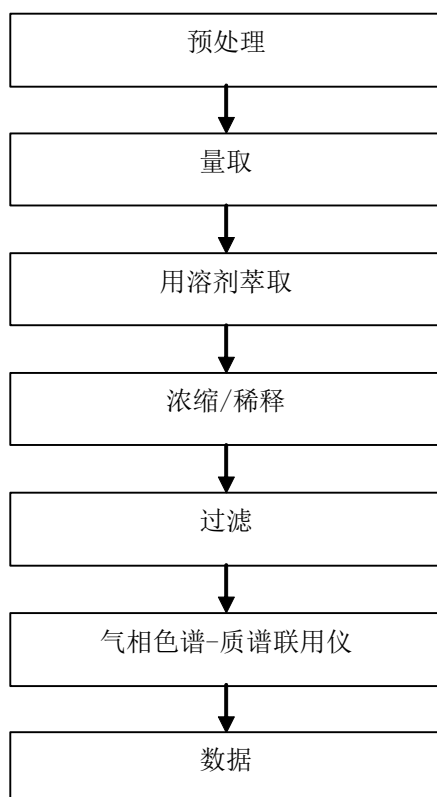 预处理
量取
用溶剂萃取
浓缩/稀释
过滤
气相色谱-质谱联用仪
数据